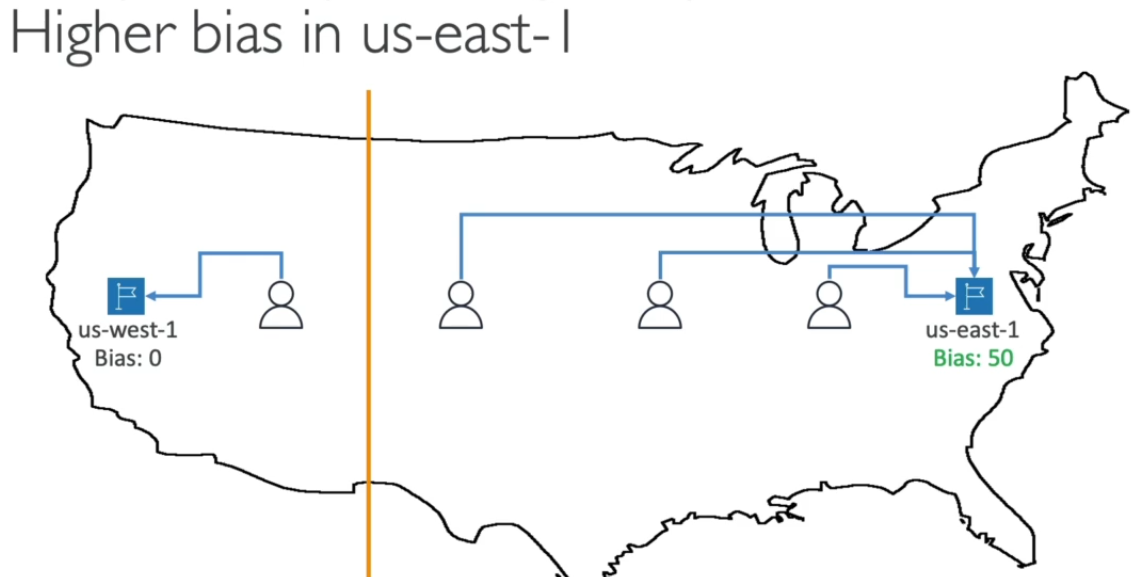 Higher bias in us-east-1
us-west-1
Bias: 0
us-east-1
Bias: 50